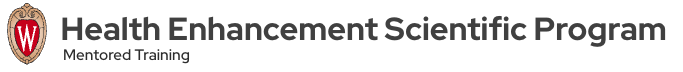 W
Health Enhancement Scientific Program
Mentored Training